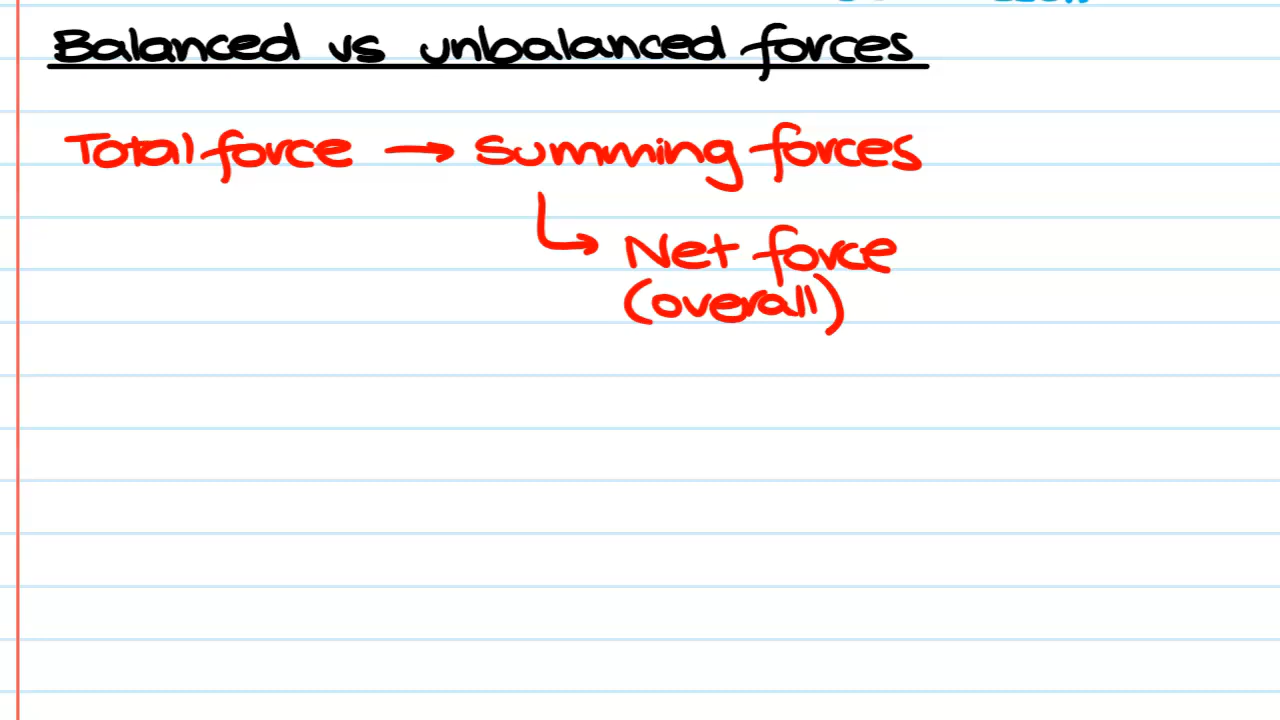 Balanced vs unbalanced forces
Total force → Summing forces
↳ Net force
(overall)